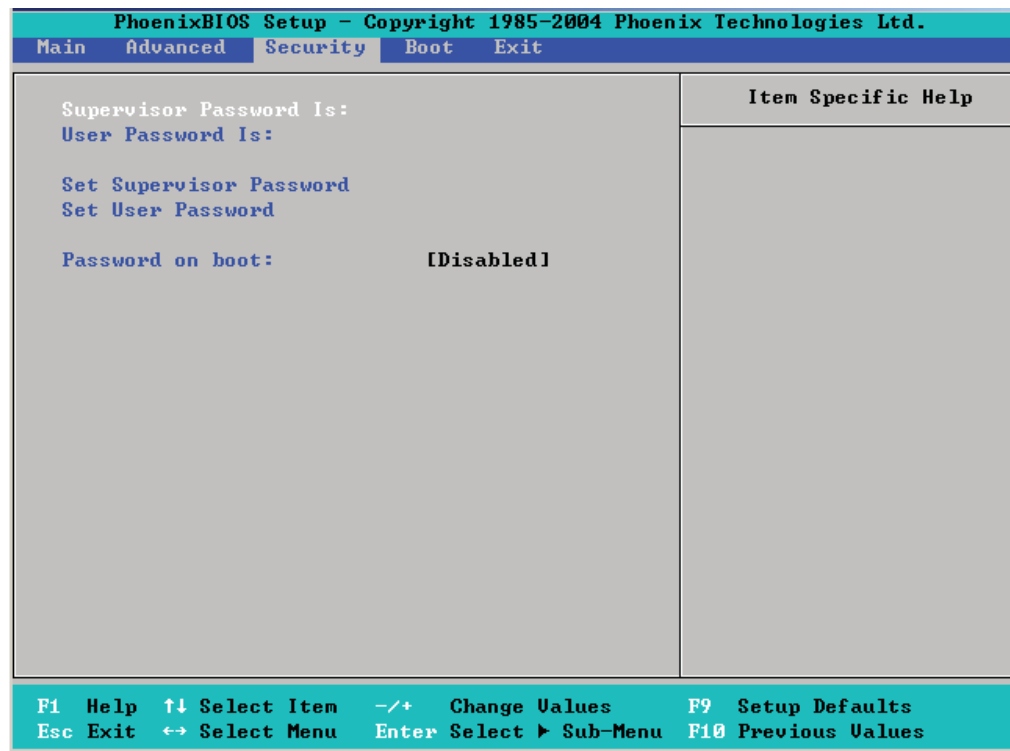 PhoenixBIOS Setup - Copyright 1985-2004 Phoenix Technologies Ltd.
Main Advanced Security Boot Exit
Supervisor Password Is:
User Password Is:
Set Supervisor Password
Set User Password
Password on boot: [Disabled]
Item Specific Help
F1 Help ↑↓ Select Item -/+ Change Values F9 Setup Defaults
Esc Exit ↔ Select Menu Enter Select ▶ Sub-Menu F10 Previous Values